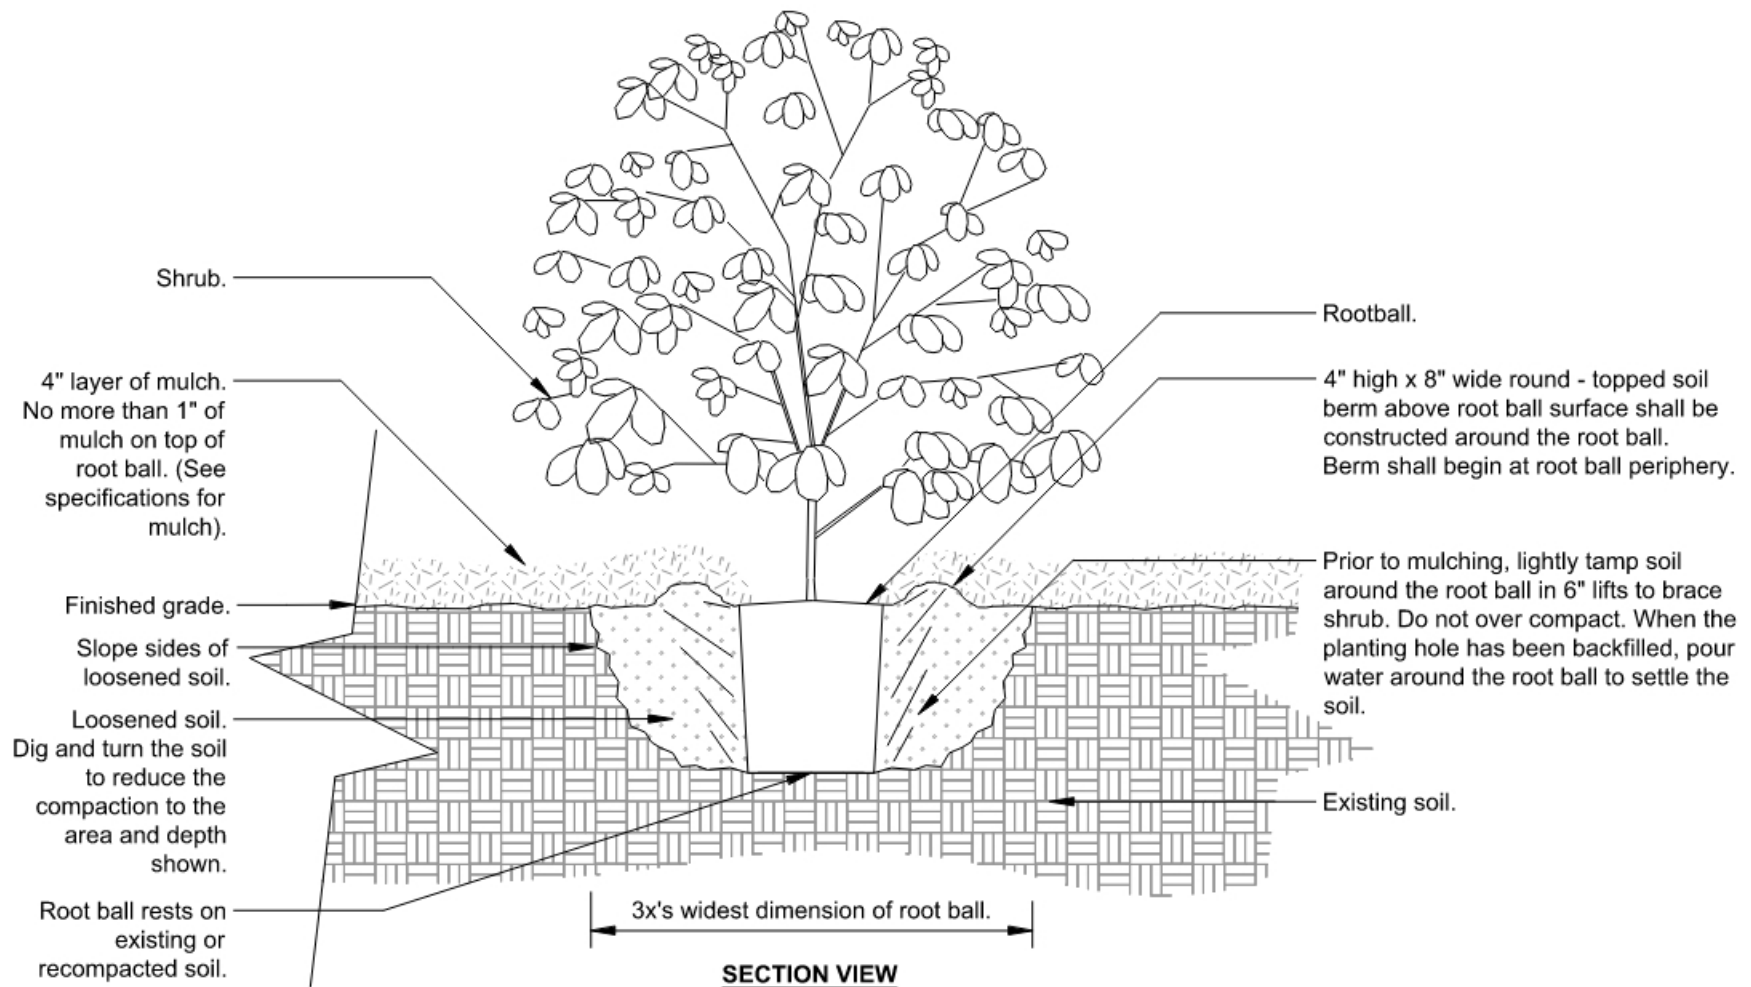 Shrub.
4" layer of mulch.
No more than 1" of
mulch on top of
root ball. (See
specifications for
mulch).
Finished grade.
Slope sides of
loosened soil.
Loosened soil.
Dig and turn the soil
to reduce the
compaction to the
area and depth
shown.
Root ball rests on
existing or
recompacted soil.
Rootball.
4" high x 8" wide round - topped soil
berm above root ball surface shall be
constructed around the root ball.
Berm shall begin at root ball periphery.
Prior to mulching, lightly tamp soil
around the root ball in 6" lifts to brace
shrub. Do not over compact. When the
planting hole has been backfilled, pour
water around the root ball to settle the
soil.
Existing soil.
3x's widest dimension of root ball.
SECTION VIEW